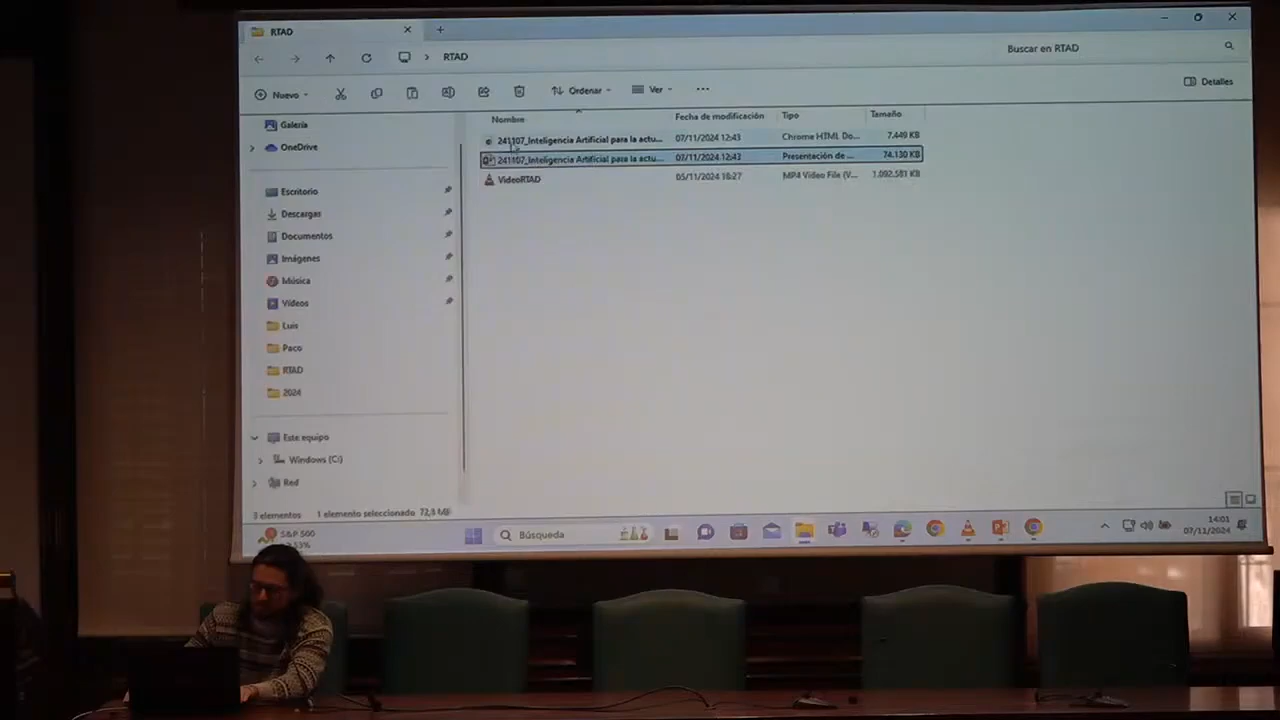 RTAD
RTAD
Buscar en RTAD
Nuevo
Ordenar
Ver
Detalles
Nombre
Fecha de modificación
Tipo
Tamaño
241107_Inteligencia Artificial para la actu...
07/11/2024 12:43
Chrome HTML Do...
7.449 KB
241107_Inteligencia Artificial para la actu...
07/11/2024 12:43
Presentación de ...
74.130 KB
VideoRTAD
05/11/2024 18:27
MP4 Video File (V...
1.092.581 KB
Galería
OneDrive
Escritorio
Descargas
Documentos
Imágenes
Música
Vídeos
Luis
Paco
RTAD
2024
Este equipo
Windows (C:)
Red
3 elementos
1 elemento seleccionado 72,3 MB
S&P 500
Búsqueda
14:01
07/11/2024